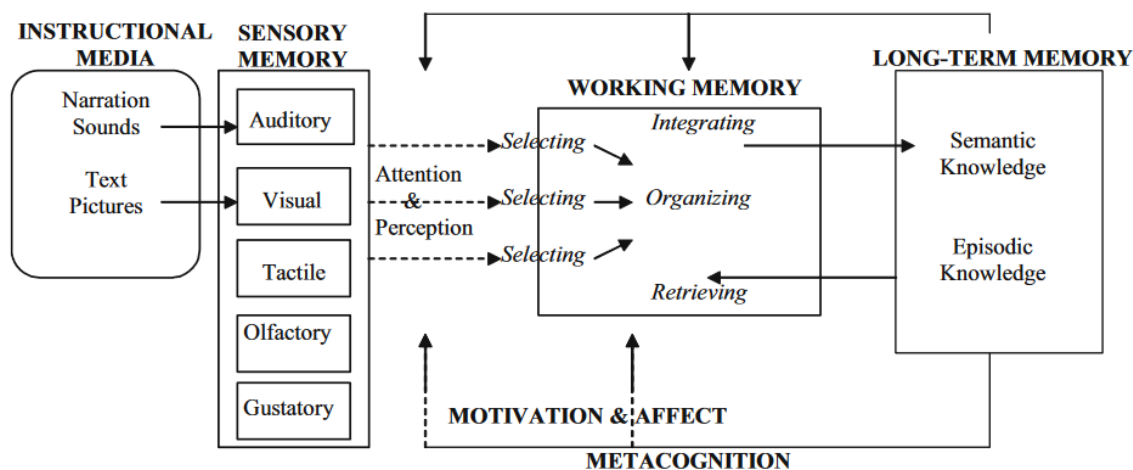 INSTRUCTIONAL
MEDIA
Narration
Sounds
Text
Pictures
SENSORY
MEMORY
Auditory
Visual
Tactile
Olfactory
Gustatory
Attention
&
Perception
Selecting
Selecting
Selecting
WORKING MEMORY
Integrating
Organizing
Retrieving
LONG-TERM MEMORY
Semantic
Knowledge
Episodic
Knowledge
MOTIVATION & AFFECT
METACOGNITION